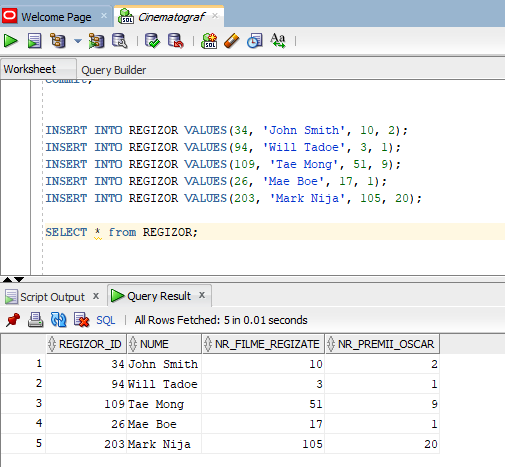 Welcome Page x Cinematograf x
Worksheet Query Builder
Commit;
INSERT INTO REGIZOR VALUES(34, 'John Smith', 10, 2);
INSERT INTO REGIZOR VALUES(94, 'Will Tadoe', 3, 1);
INSERT INTO REGIZOR VALUES(109, 'Tae Mong', 51, 9);
INSERT INTO REGIZOR VALUES(26, 'Mae Boe', 17, 1);
INSERT INTO REGIZOR VALUES(203, 'Mark Nija', 105, 20);
SELECT * from REGIZOR;
Script Output x Query Result x
SQL | All Rows Fetched: 5 in 0.01 seconds
REGIZOR_ID NUME NR_FILME_REGIZATE NR_PREMII_OSCAR
1 34 John Smith 10 2
2 94 Will Tadoe 3 1
3 109 Tae Mong 51 9
4 26 Mae Boe 17 1
5 203 Mark Nija 105 20